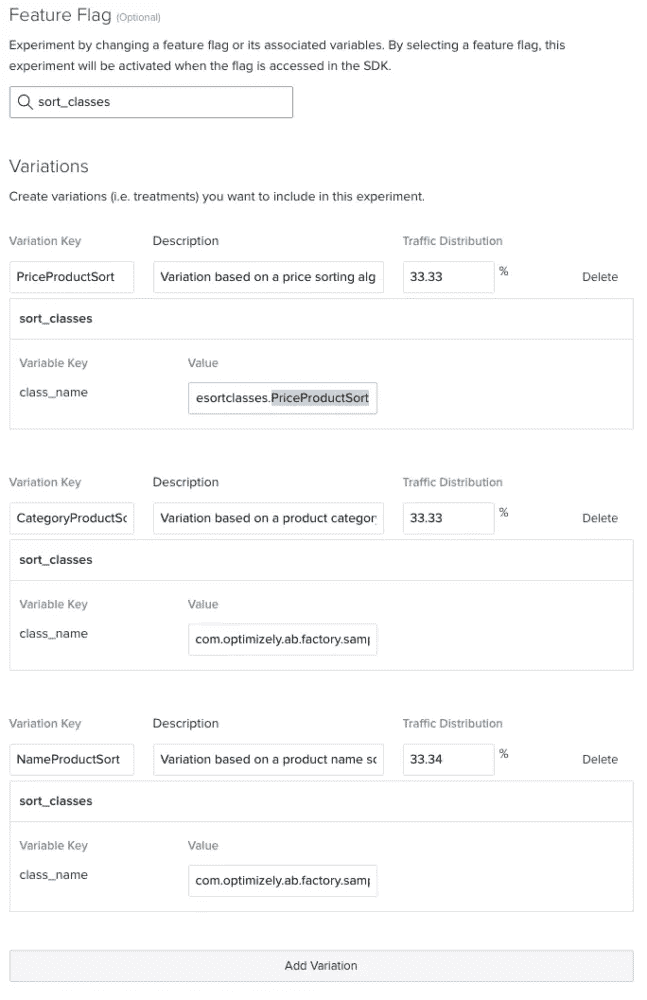 Feature Flag (Optional)
Experiment by changing a feature flag or its associated variables. By selecting a feature flag, this
experiment will be activated when the flag is accessed in the SDK.
sort_classes
Variations
Create variations (i.e. treatments) you want to include in this experiment.
Variation Key Description Traffic Distribution
PriceProductSort Variation based on a price sorting alg 33.33 % Delete
sort_classes
Variable Key Value
class_name esortclasses.PriceProductSort
Variation Key Description Traffic Distribution
CategoryProductSo Variation based on a product categor 33.33 % Delete
sort_classes
Variable Key Value
class_name com.optimizely.ab.factory.samp
Variation Key Description Traffic Distribution
NameProductSort Variation based on a product name so 33.34 % Delete
sort_classes
Variable Key Value
class_name com.optimizely.ab.factory.samp
Add Variation